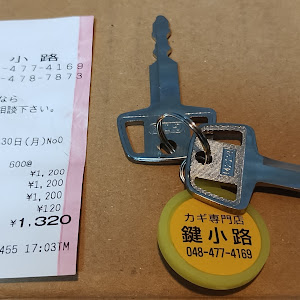 小路
-477-4169
-478-7873
なら
相談下さい。
30日(月)No0
600@
¥1,200
¥1,200
¥1,200
¥120
¥1,320
455 17:03TM
カギ専門店
鍵小路
048-477-4169